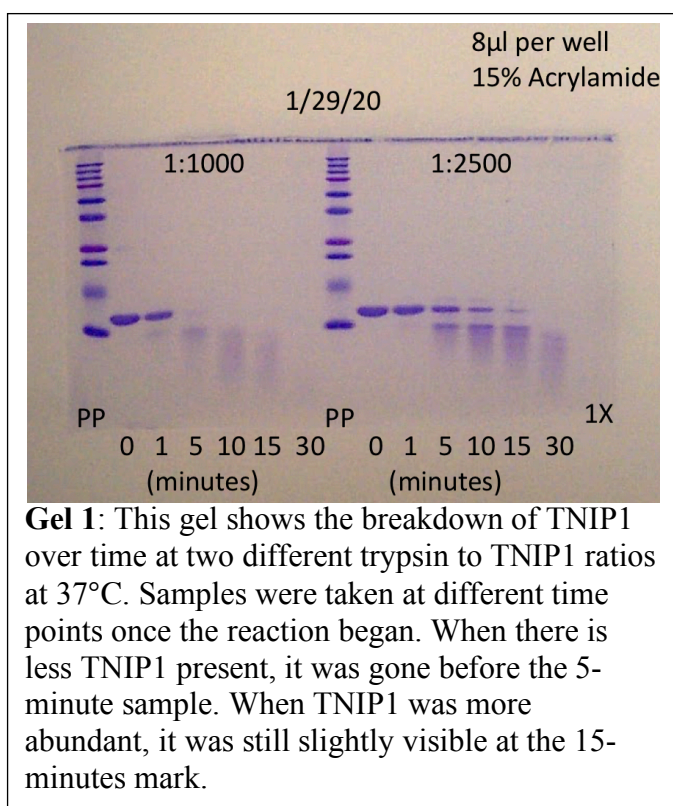 8µl per well
15% Acrylamide
1/29/20
1:1000 1:2500
PP PP 1X
0 1 5 10 15 30 0 1 5 10 15 30
(minutes) (minutes)
Gel 1: This gel shows the breakdown of TNIP1
over time at two different trypsin to TNIP1 ratios
at 37°C. Samples were taken at different time
points once the reaction began. When there is
less TNIP1 present, it was gone before the 5-
minute sample. When TNIP1 was more
abundant, it was still slightly visible at the 15-
minutes mark.